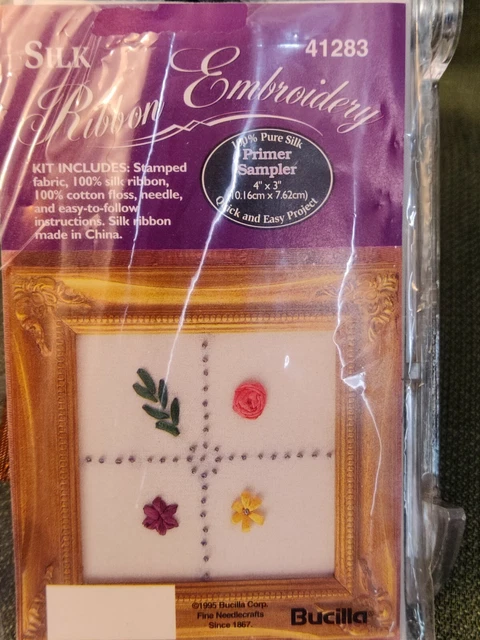 SILK
41283
Ribbon Embroidery
KIT INCLUDES: Stamped
fabric, 100% silk ribbon,
100% cotton floss, needle,
and easy-to-follow
instructions. Silk ribbon
made in China.
100% Pure Silk
Primer
Sampler
4" x 3"
(10.16cm x 7.62cm)
Quick and Easy Project
©1995 Bucilla Corp.
Fine Needlecrafts
Since 1867.
Bucilla